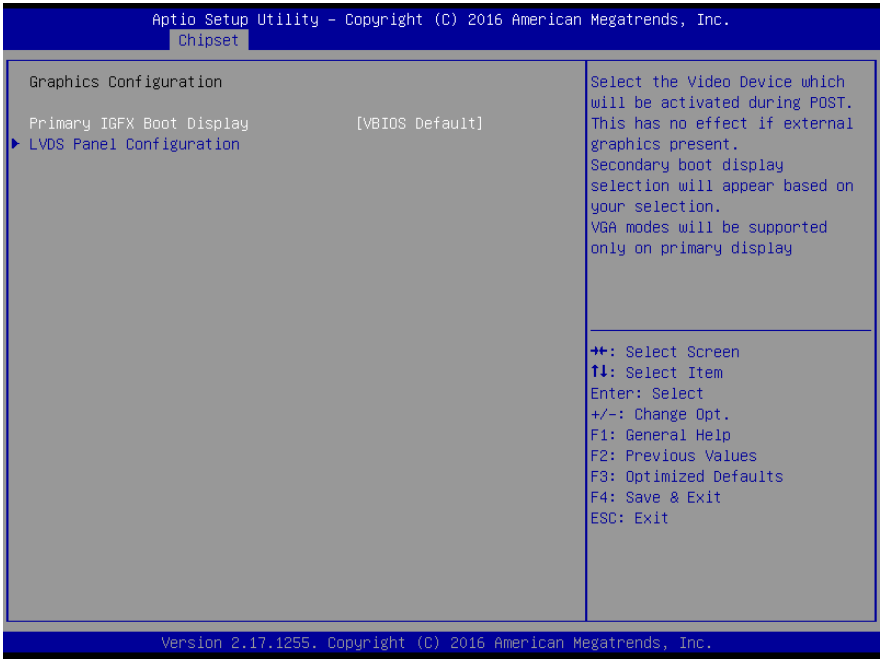 Aptio Setup Utility – Copyright (C) 2016 American Megatrends, Inc.
Chipset
Graphics Configuration
Primary IGFX Boot Display [VBIOS Default]
▶ LVDS Panel Configuration
Select the Video Device which
will be activated during POST.
This has no effect if external
graphics present.
Secondary boot display
selection will appear based on
your selection.
VGA modes will be supported
only on primary display
→←: Select Screen
↑↓: Select Item
Enter: Select
+/-: Change Opt.
F1: General Help
F2: Previous Values
F3: Optimized Defaults
F4: Save & Exit
ESC: Exit
Version 2.17.1255. Copyright (C) 2016 American Megatrends, Inc.